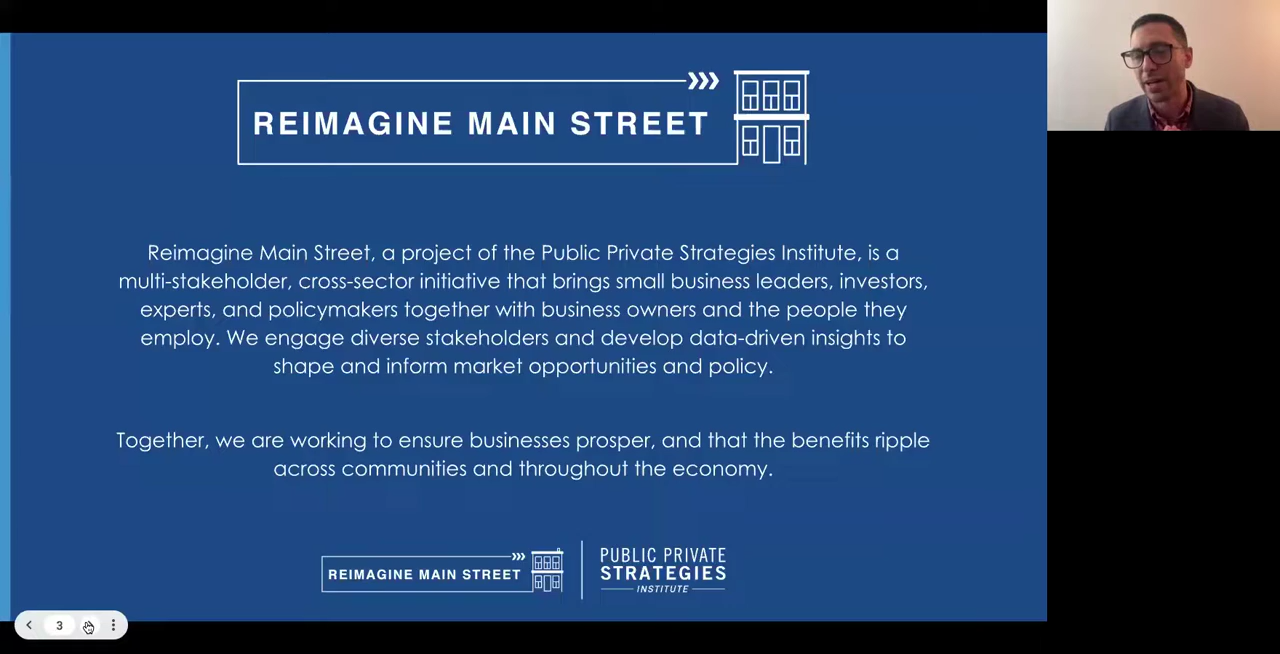 REIMAGINE MAIN STREET
Reimagine Main Street, a project of the Public Private Strategies Institute, is a
multi-stakeholder, cross-sector initiative that brings small business leaders, investors,
experts, and policymakers together with business owners and the people they
employ. We engage diverse stakeholders and develop data-driven insights to
shape and inform market opportunities and policy.
Together, we are working to ensure businesses prosper, and that the benefits ripple
across communities and throughout the economy.
REIMAGINE MAIN STREET
PUBLIC PRIVATE
STRATEGIES
INSTITUTE
3